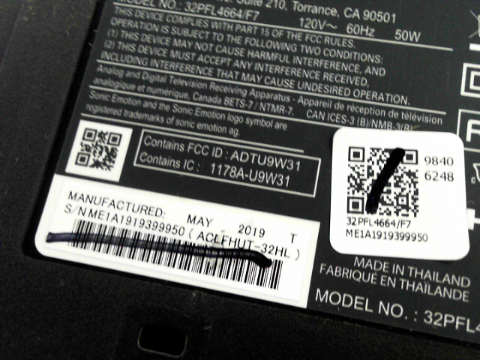 Suite 210, Torrance, CA 90501
MODEL NO. : 32PFL4664/F7 120V~ 60Hz 50W
THIS DEVICE COMPLIES WITH PART 15 OF THE FCC RULES.
OPERATION IS SUBJECT TO THE FOLLOWING TWO CONDITIONS:
(1) THIS DEVICE MAY NOT CAUSE HARMFUL INTERFERENCE, AND
(2) THIS DEVICE MUST ACCEPT ANY INTERFERENCE RECEIVED,
INCLUDING INTERFERENCE THAT MAY CAUSE UNDESIRED OPERATION.
Analog and Digital Television Receiving Apparatus - Appareil de réception de télévision
analogique et numérique, Canada BETS-7 / NTMR-7. CAN ICES-3 (B)/NMB-3(B)
Sonic Emotion and the Sonic Emotion logo symbol are
registered trademarks of sonic emotion ag.
Contains FCC ID : ADTU9W31
Contains IC : 1178A-U9W31
9840
6248
32PFL4664/F7
ME1A1919399950
MANUFACTURED: MAY 2019 T
S/N ME1A1919399950 ( ACLFHUT-32HL )
MADE IN THAILAND
FABRIQUÉ EN THAÏLANDE
MODEL NO. : 32PFL4